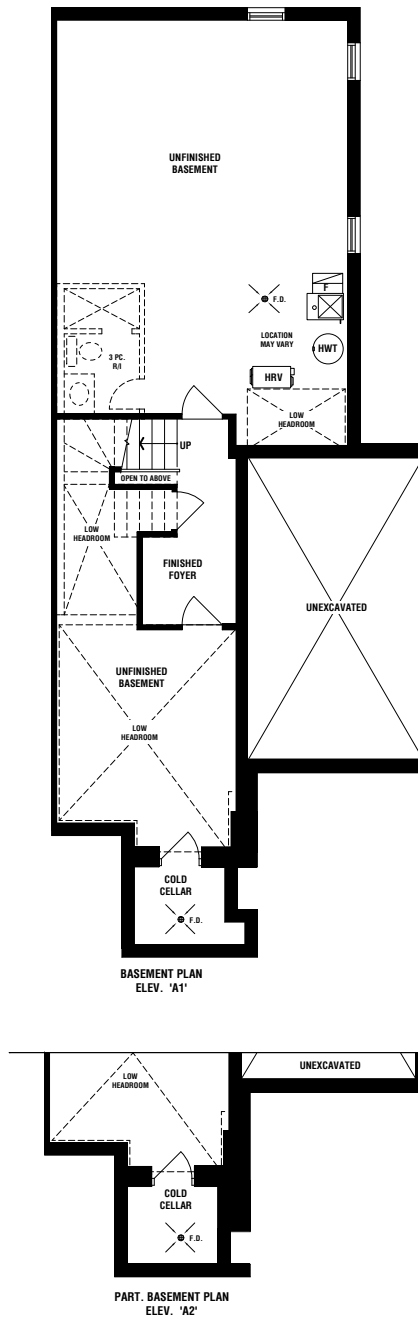 UNFINISHED
BASEMENT
F
F.D.
LOCATION
MAY VARY
HWT
3 PC.
R/I
HRV
LOW
HEADROOM
UP
OPEN TO ABOVE
LOW
HEADROOM
FINISHED
FOYER
UNEXCAVATED
UNFINISHED
BASEMENT
LOW
HEADROOM
COLD
CELLAR
F.D.
BASEMENT PLAN
ELEV. 'A1'
UNEXCAVATED
LOW
HEADROOM
COLD
CELLAR
F.D.
PART. BASEMENT PLAN
ELEV. 'A2'